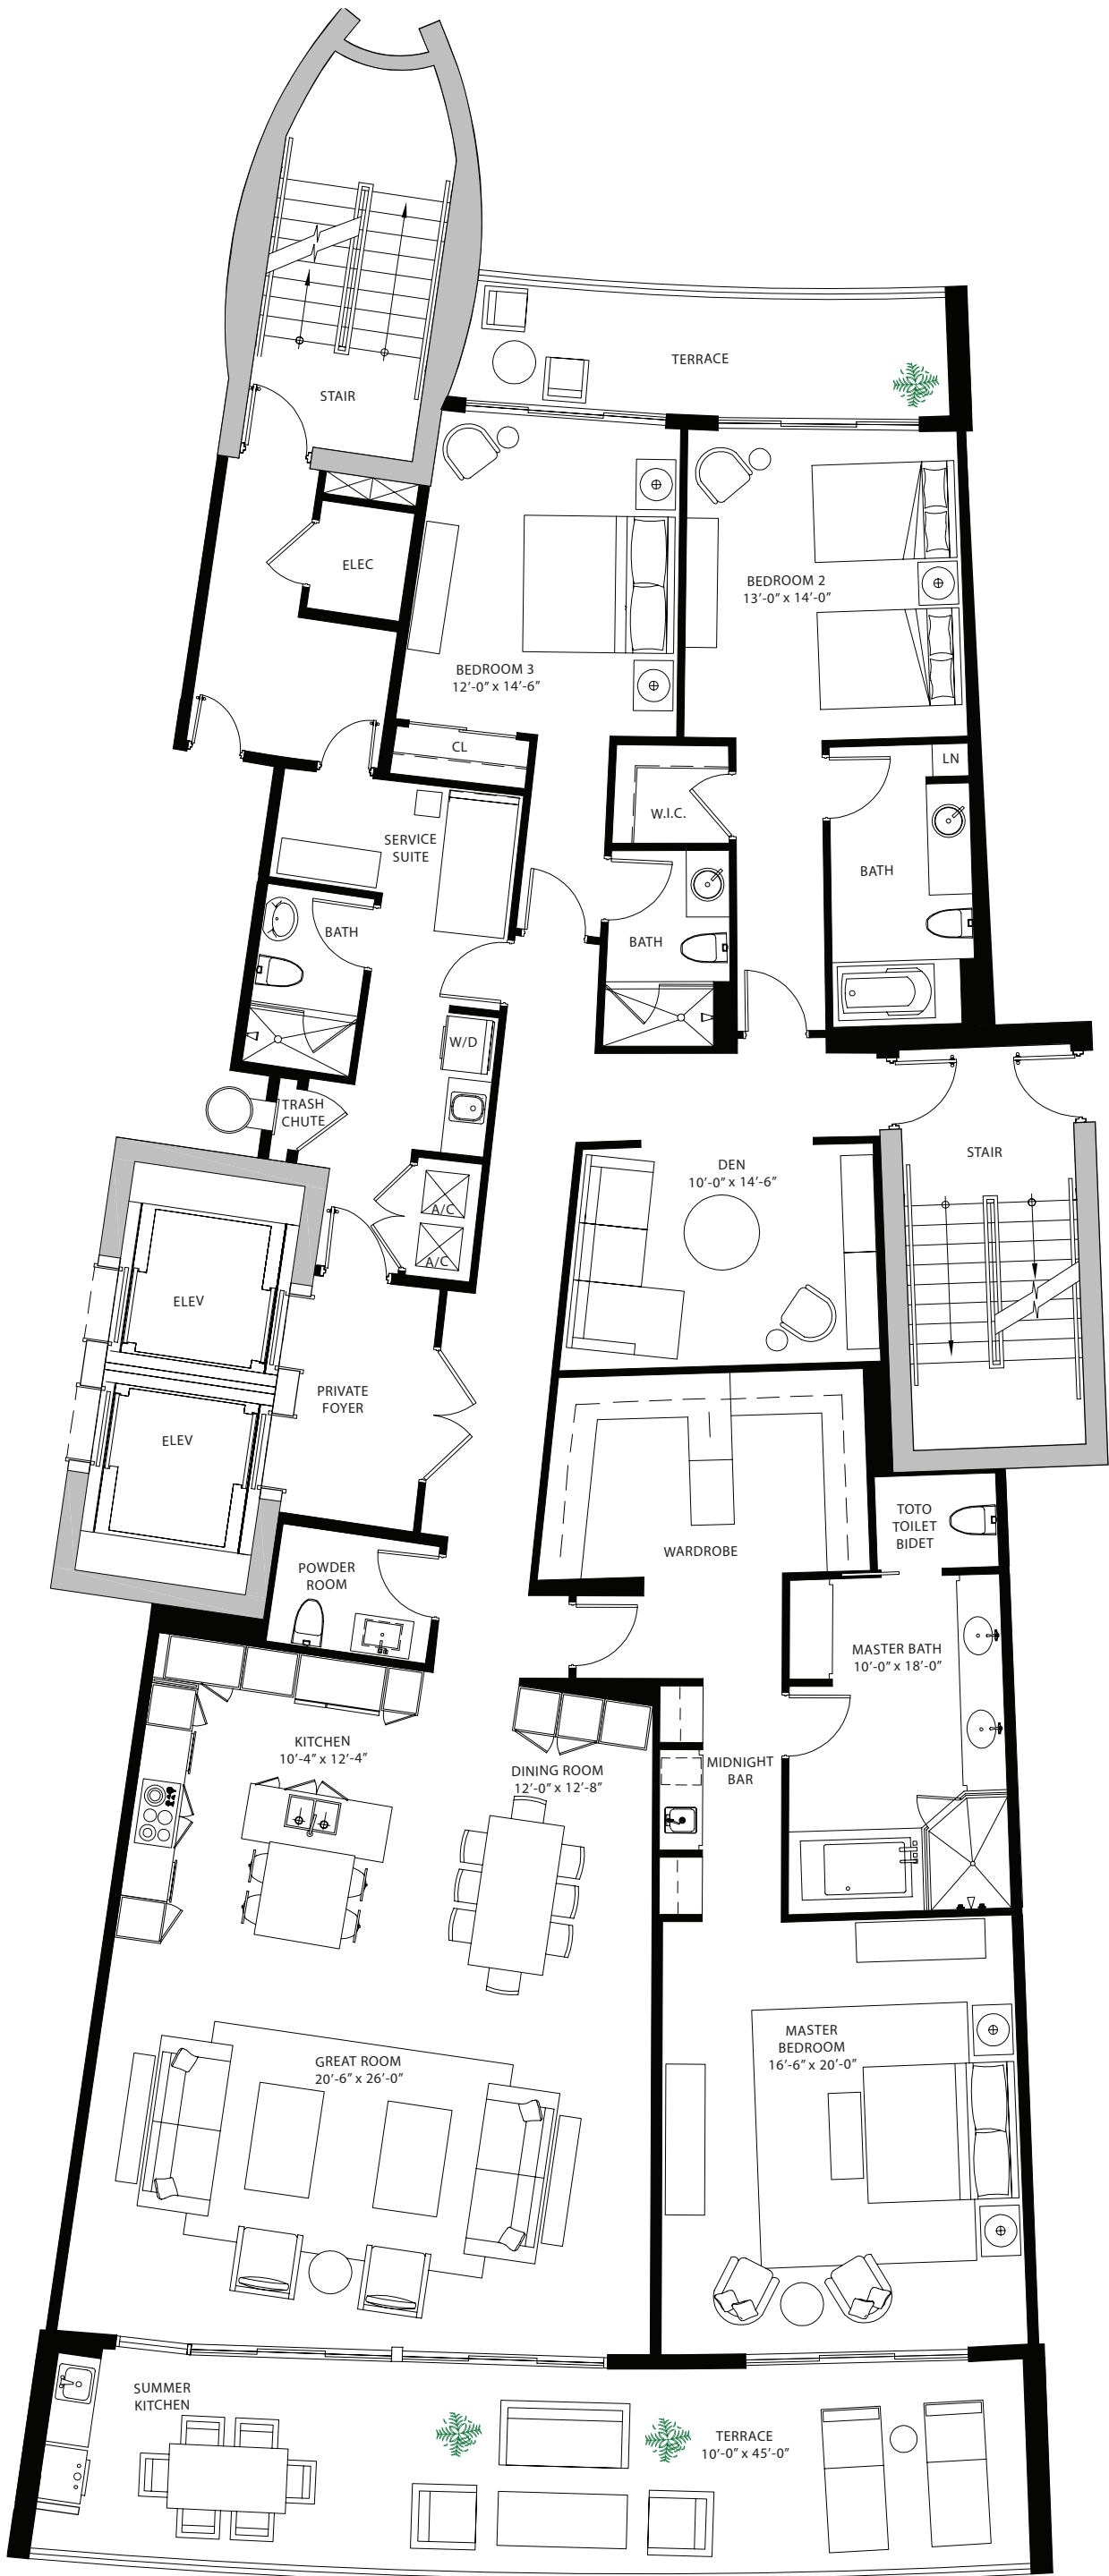 TERRACE
STAIR
ELEC
BEDROOM 2
13'-0" x 14'-0"
BEDROOM 3
12'-0" x 14'-6"
CL
LN
W.I.C.
SERVICE
SUITE
BATH
BATH
BATH
W/D
TRASH
CHUTE
STAIR
DEN
10'-0" x 14'-6"
A/C
A/C
ELEV
PRIVATE
FOYER
ELEV
TOTO
TOILET
BIDET
WARDROBE
POWDER
ROOM
MASTER BATH
10'-0" x 18'-0"
KITCHEN
10'-4" x 12'-4"
DINING ROOM
12'-0" x 12'-8"
MIDNIGHT
BAR
MASTER
BEDROOM
16'-6" x 20'-0"
GREAT ROOM
20'-6" x 26'-0"
SUMMER
KITCHEN
TERRACE
10'-0" x 45'-0"